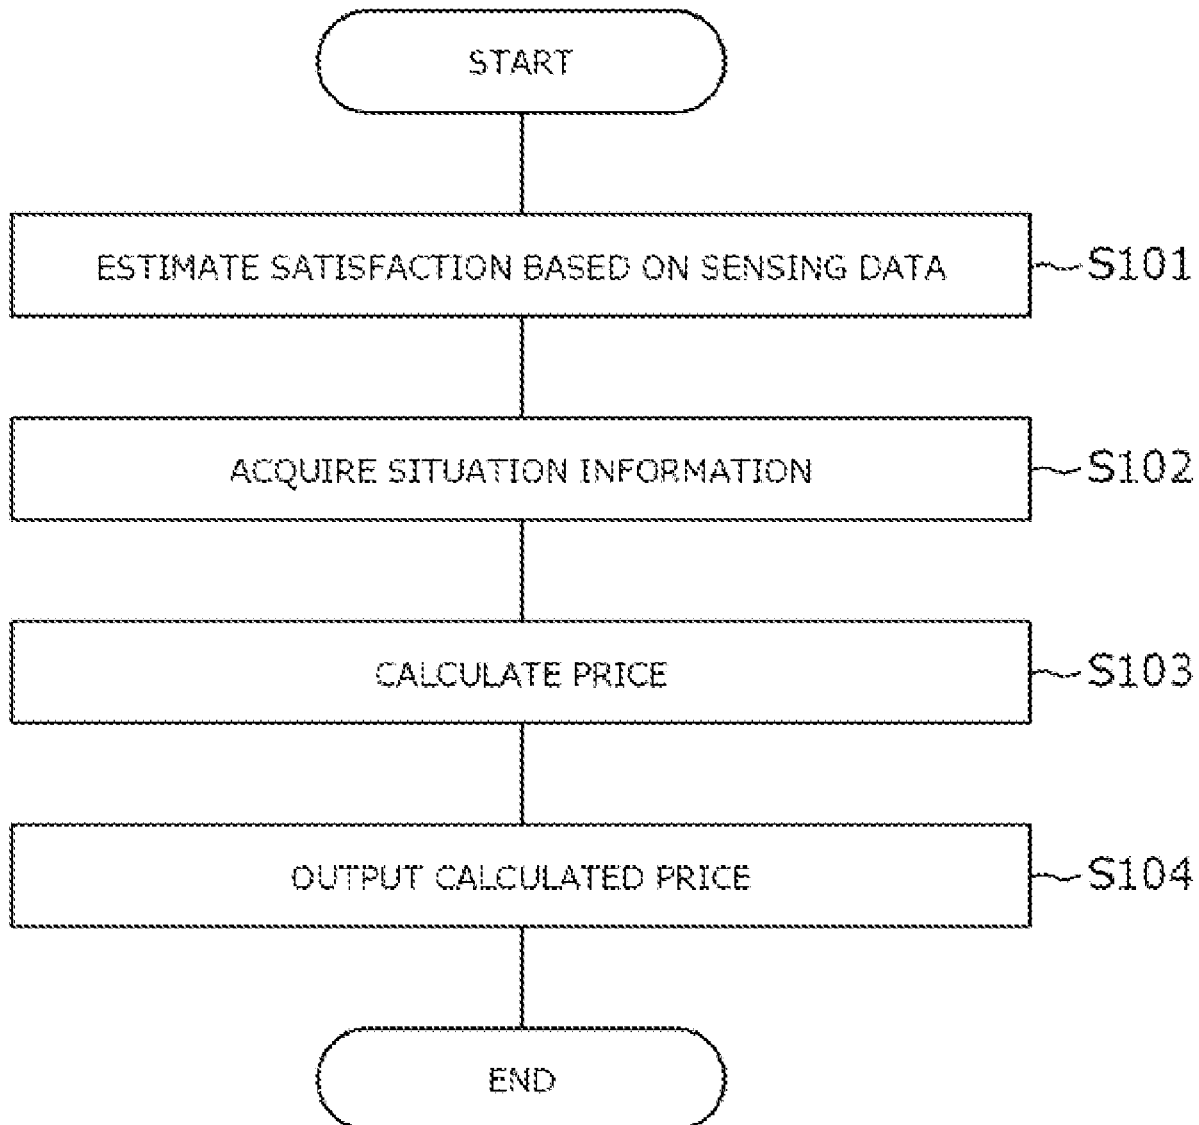 START
ESTIMATE SATISFACTION BASED ON SENSING DATA
S101
ACQUIRE SITUATION INFORMATION
S102
CALCULATE PRICE
S103
OUTPUT CALCULATED PRICE
S104
END